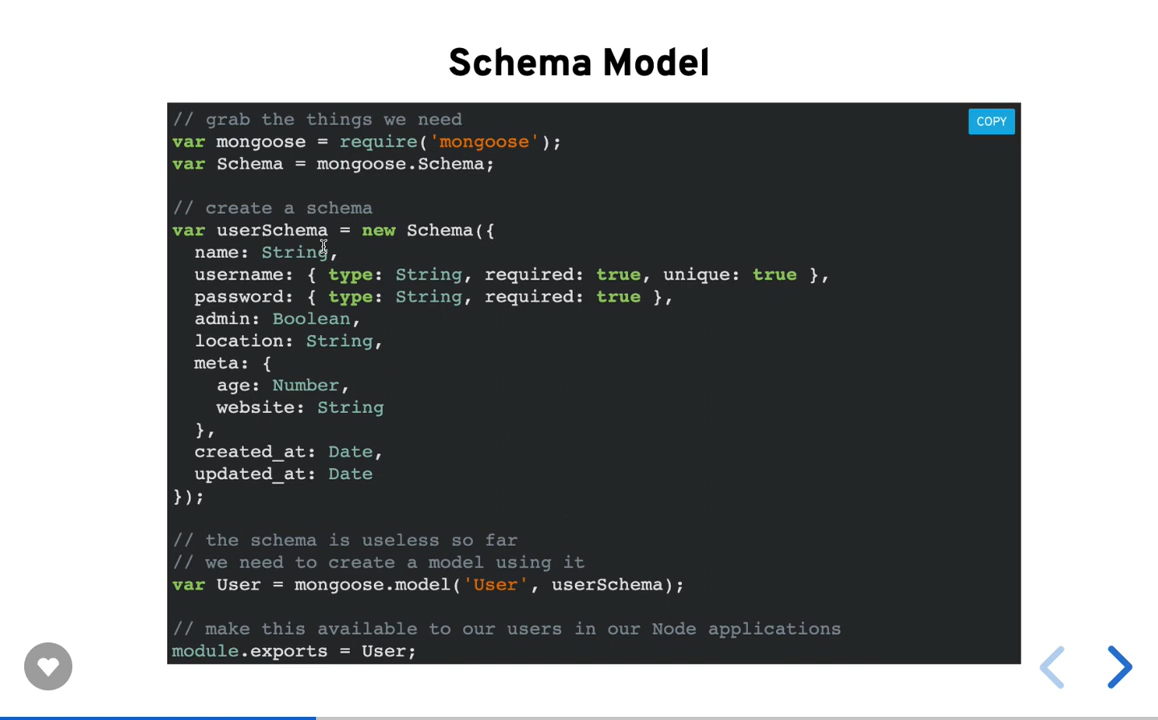 Schema Model
COPY
// grab the things we need
var mongoose = require('mongoose');
var Schema = mongoose.Schema;
// create a schema
var userSchema = new Schema({
  name: String,
  username: { type: String, required: true, unique: true },
  password: { type: String, required: true },
  admin: Boolean,
  location: String,
  meta: {
    age: Number,
    website: String
  },
  created_at: Date,
  updated_at: Date
});
// the schema is useless so far
// we need to create a model using it
var User = mongoose.model('User', userSchema);
// make this available to our users in our Node applications
module.exports = User;